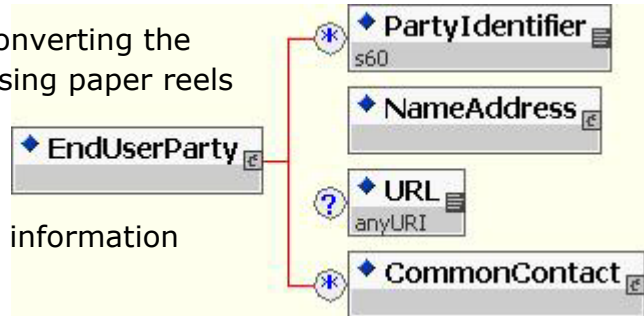 onverting the
sing paper reels
information
EndUserParty
*
PartyIdentifier
s60
NameAddress
?
URL
anyURI
*
CommonContact